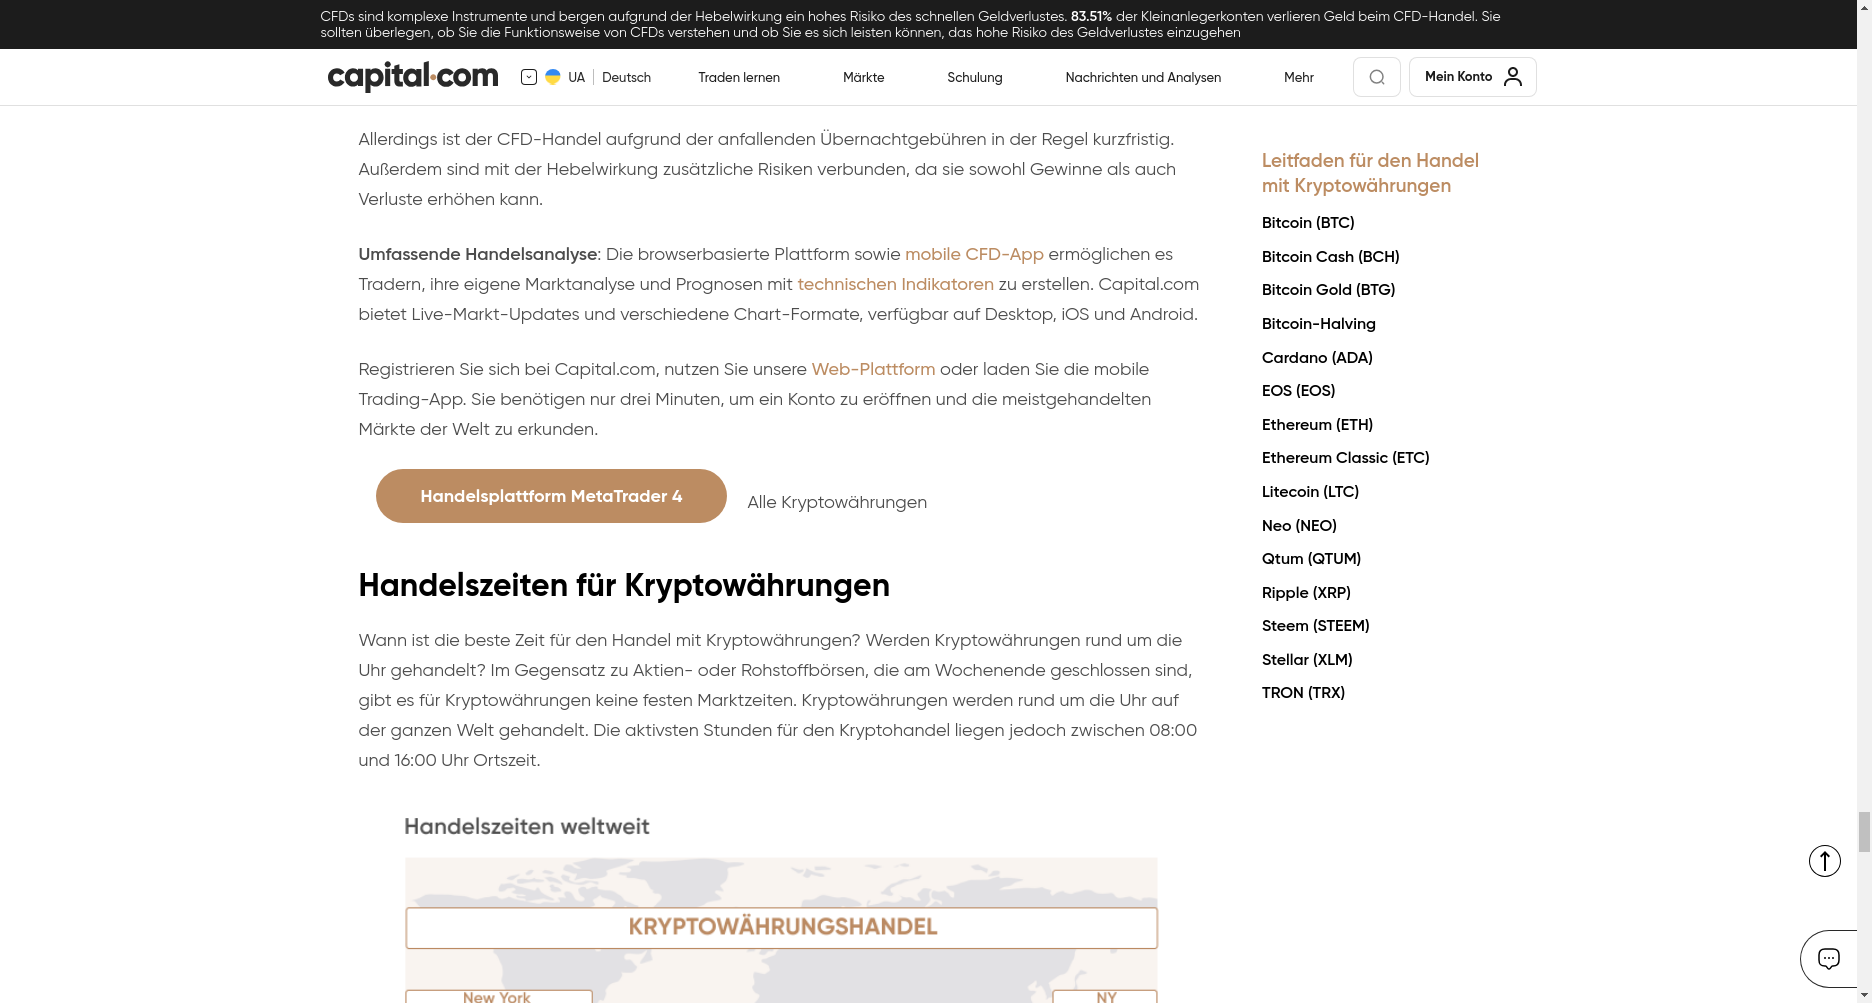 CFDs sind komplexe Instrumente und bergen aufgrund der Hebelwirkung ein hohes Risiko des schnellen Geldverlustes. 83.51% der Kleinanlegerkonten verlieren Geld beim CFD-Handel. Sie
sollten überlegen, ob Sie die Funktionsweise von CFDs verstehen und ob Sie es sich leisten können, das hohe Risiko des Geldverlustes einzugehen
capital.com UA Deutsch Traden lernen Märkte Schulung Nachrichten und Analysen Mehr Mein Konto
Allerdings ist der CFD-Handel aufgrund der anfallenden Übernachtgebühren in der Regel kurzfristig.
Außerdem sind mit der Hebelwirkung zusätzliche Risiken verbunden, da sie sowohl Gewinne als auch
Verluste erhöhen kann.
Umfassende Handelsanalyse: Die browserbasierte Plattform sowie mobile CFD-App ermöglichen es
Tradern, ihre eigene Marktanalyse und Prognosen mit technischen Indikatoren zu erstellen. Capital.com
bietet Live-Markt-Updates und verschiedene Chart-Formate, verfügbar auf Desktop, iOS und Android.
Registrieren Sie sich bei Capital.com, nutzen Sie unsere Web-Plattform oder laden Sie die mobile
Trading-App. Sie benötigen nur drei Minuten, um ein Konto zu eröffnen und die meistgehandelten
Märkte der Welt zu erkunden.
Handelsplattform MetaTrader 4
Alle Kryptowährungen
Handelszeiten für Kryptowährungen
Wann ist die beste Zeit für den Handel mit Kryptowährungen? Werden Kryptowährungen rund um die
Uhr gehandelt? Im Gegensatz zu Aktien- oder Rohstoffbörsen, die am Wochenende geschlossen sind,
gibt es für Kryptowährungen keine festen Marktzeiten. Kryptowährungen werden rund um die Uhr auf
der ganzen Welt gehandelt. Die aktivsten Stunden für den Kryptohandel liegen jedoch zwischen 08:00
und 16:00 Uhr Ortszeit.
Handelszeiten weltweit
KRYPTOWÄHRUNGSHANDEL
New York
NY
Leitfaden für den Handel
mit Kryptowährungen
Bitcoin (BTC)
Bitcoin Cash (BCH)
Bitcoin Gold (BTG)
Bitcoin-Halving
Cardano (ADA)
EOS (EOS)
Ethereum (ETH)
Ethereum Classic (ETC)
Litecoin (LTC)
Neo (NEO)
Qtum (QTUM)
Ripple (XRP)
Steem (STEEM)
Stellar (XLM)
TRON (TRX)